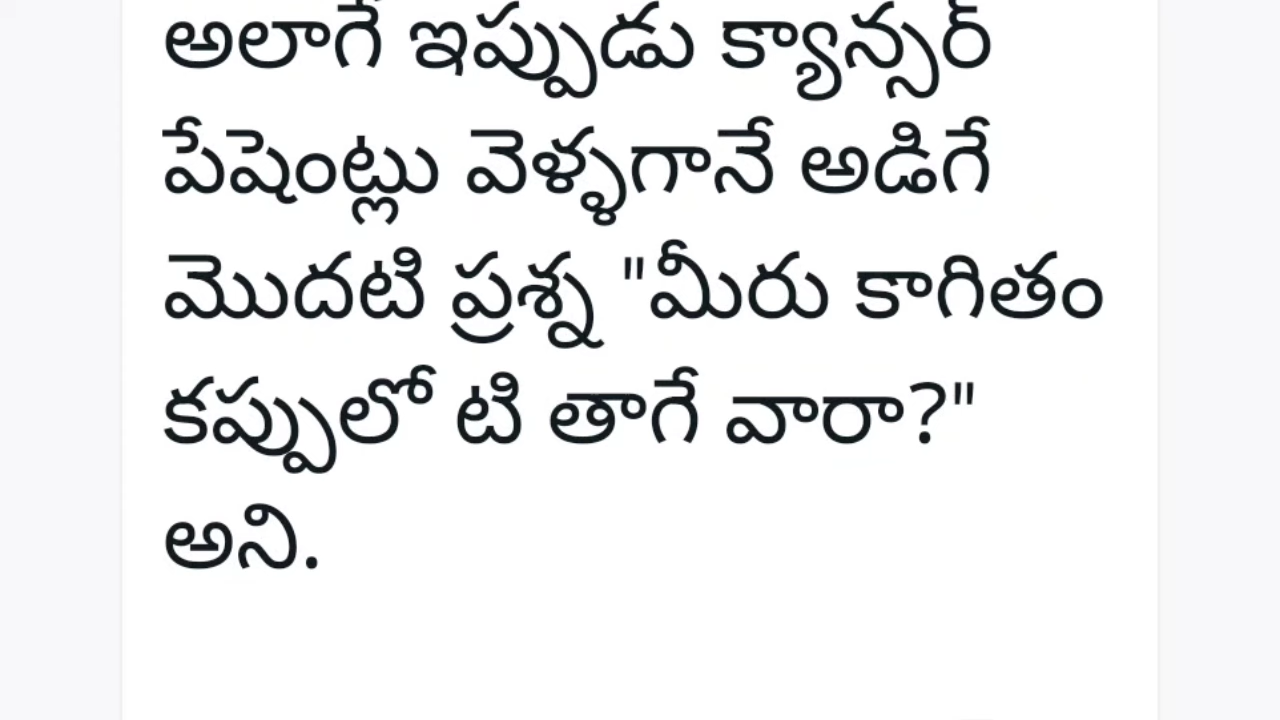 అలాగే ఇప్పుడు క్యాన్సర్
పేషెంట్లు వెళ్ళగానే అడిగే
మొదటి ప్రశ్న "మీరు కాగితం
కప్పులో టి తాగే వారా?"
అని.